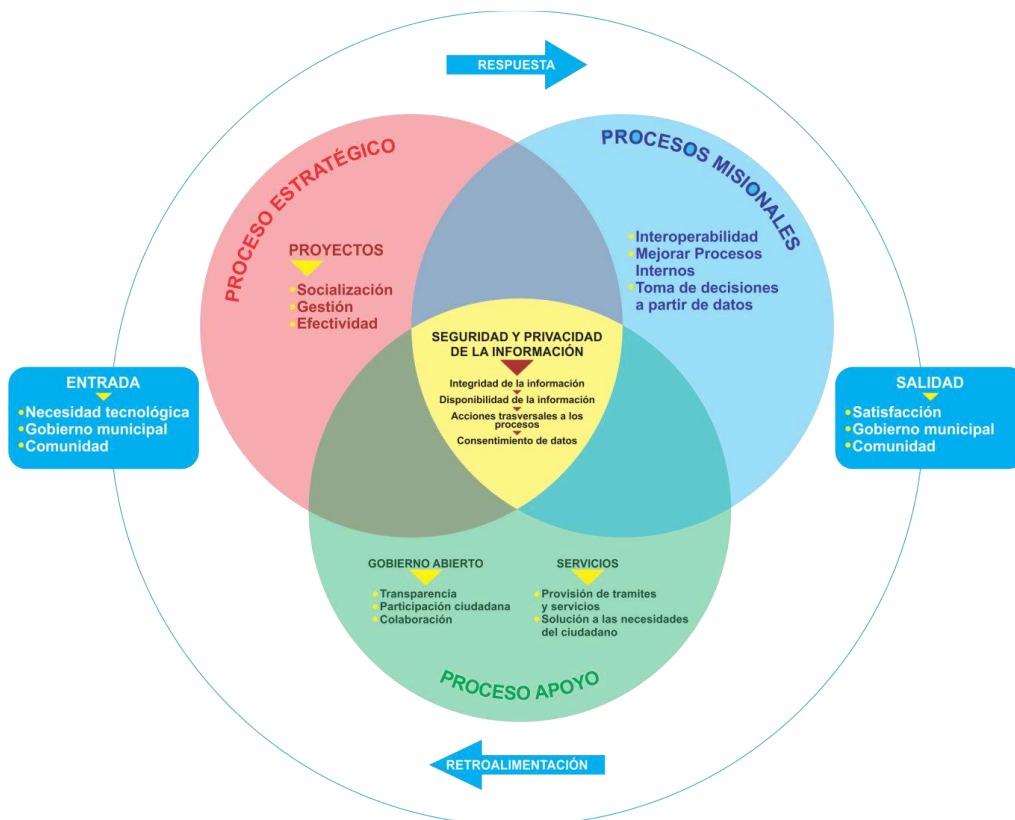 RESPUESTA
PROCESO ESTRATÉGICO
PROCESOS MISIONALES
PROYECTOS
Socialización
Gestión
Efectividad
Interoperabilidad
Mejorar Procesos
Internos
Toma de decisiones
a partir de datos
SEGURIDAD Y PRIVACIDAD
DE LA INFORMACIÓN
Integridad de la información
Disponibilidad de la información
Acciones trasversales a los
procesos
Consentimiento de datos
ENTRADA
Necesidad tecnológica
Gobierno municipal
Comunidad
SALIDAD
Satisfacción
Gobierno municipal
Comunidad
GOBIERNO ABIERTO
Transparencia
Participación ciudadana
Colaboración
SERVICIOS
Provisión de tramites
y servicios
Solución a las necesidades
del ciudadano
PROCESO APOYO
RETROALIMENTACIÓN